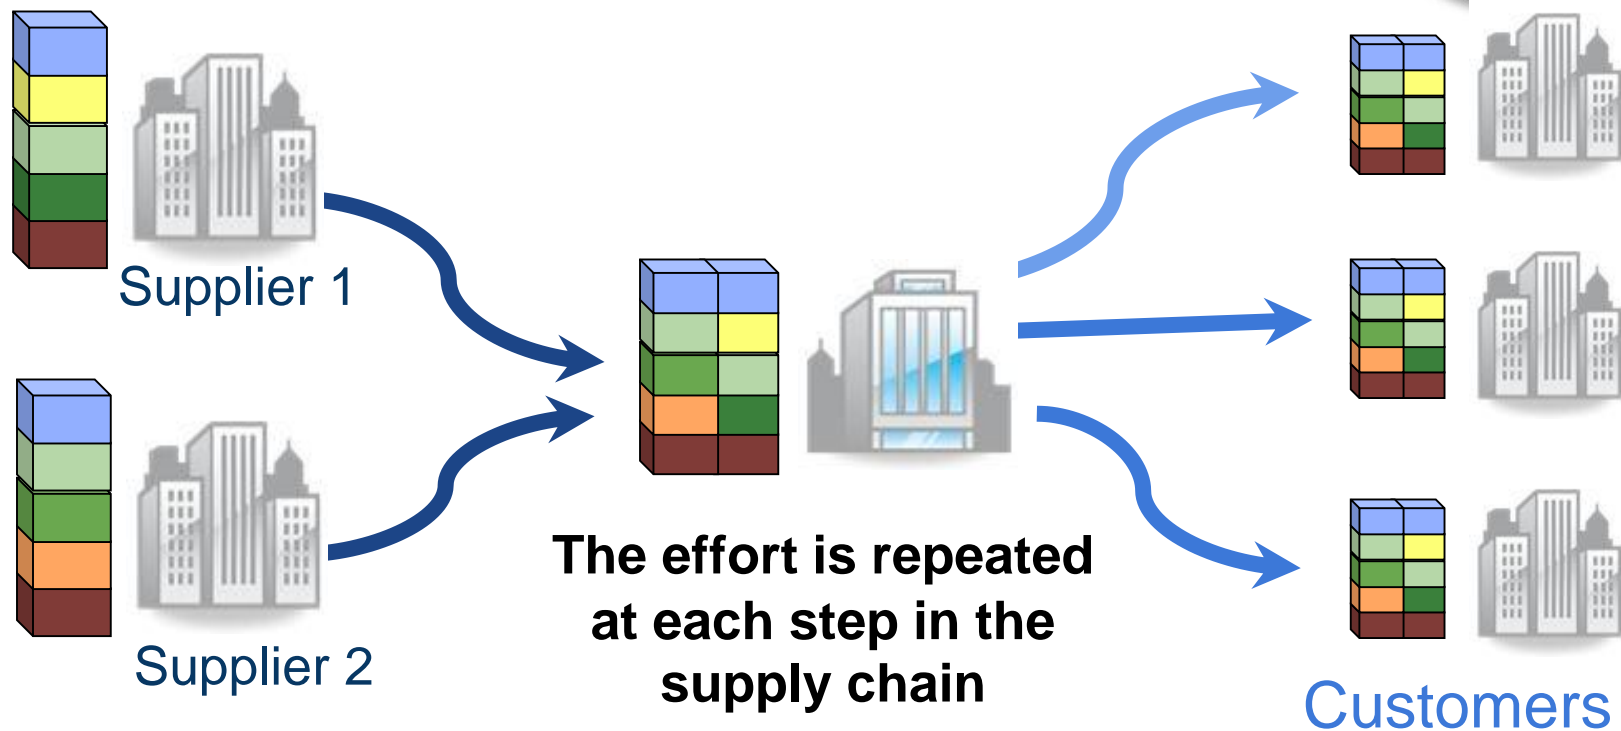 Supplier 1
Supplier 2
The effort is repeated
at each step in the
supply chain
Customers